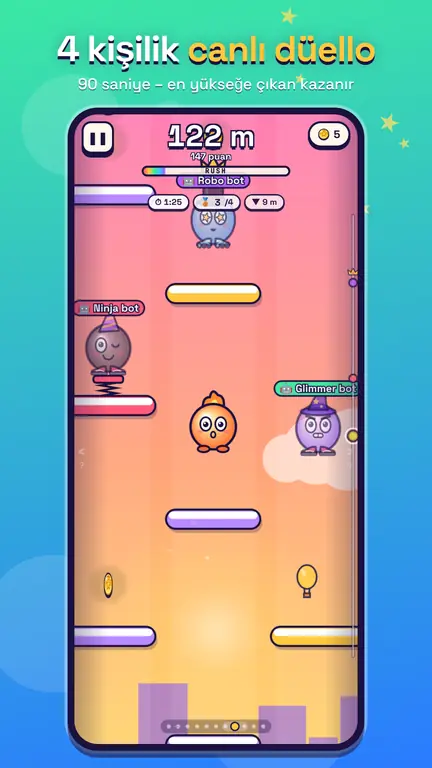 4 kişilik canlı düello
90 saniye – en yükseğe çıkan kazanır
122 m
5
147 puan
RUSH
Robo bot
1:25
3 /4
▼ 9 m
Ninja bot
Glimmer bot